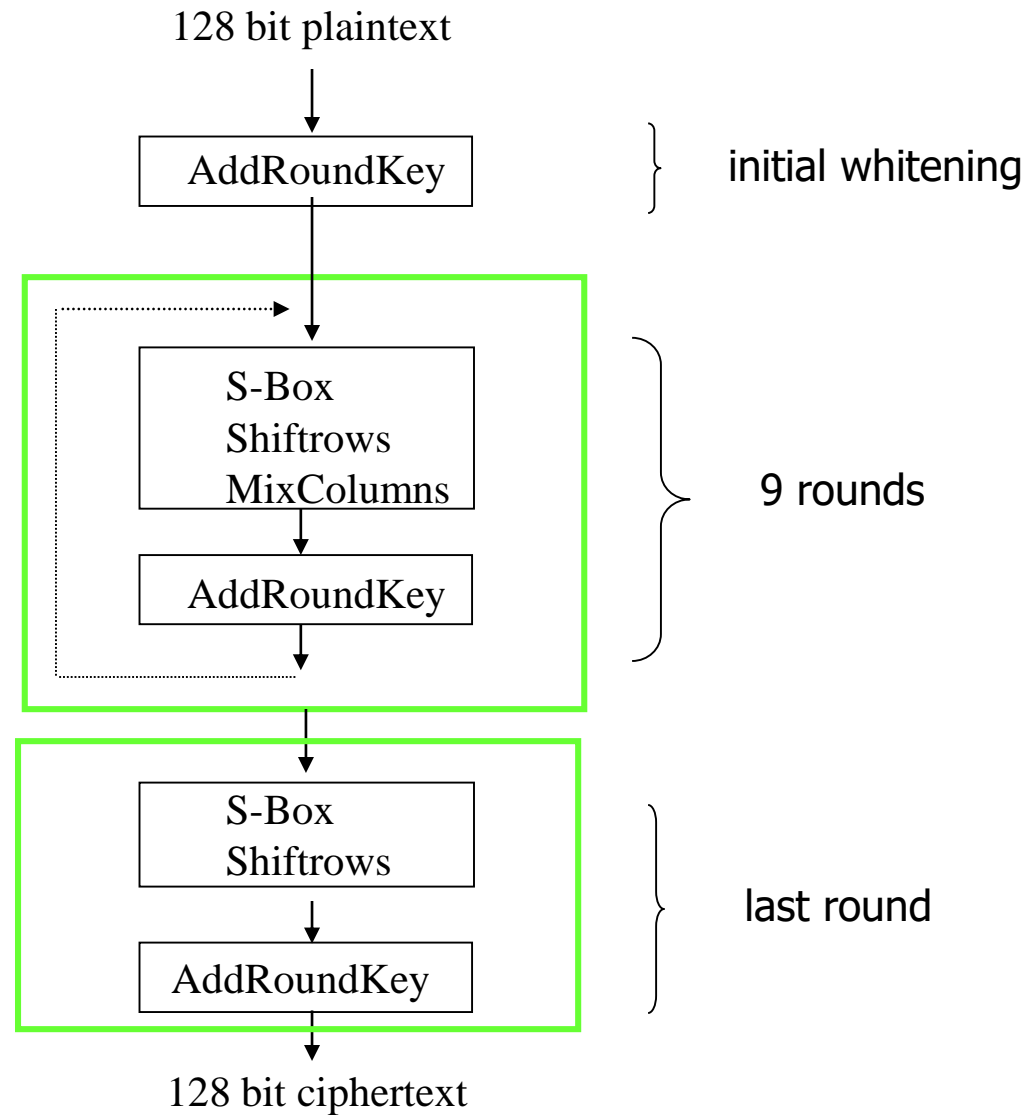 128 bit plaintext
AddRoundKey
initial whitening
S-Box
Shiftrows
MixColumns
9 rounds
AddRoundKey
S-Box
Shiftrows
last round
AddRoundKey
128 bit ciphertext